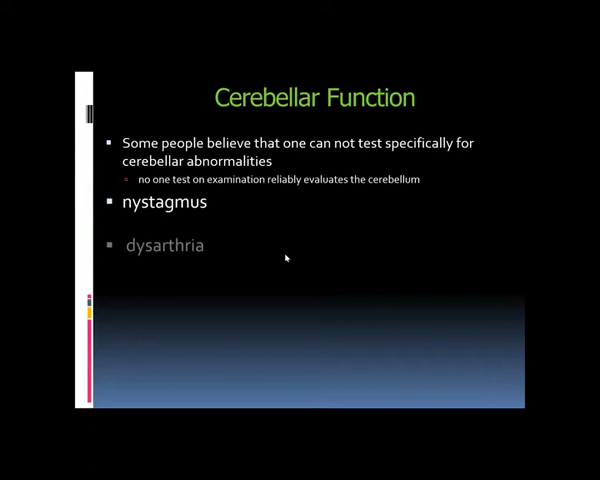 Cerebellar Function
Some people believe that one can not test specifically for
cerebellar abnormalities
no one test on examination reliably evaluates the cerebellum
nystagmus
dysarthria